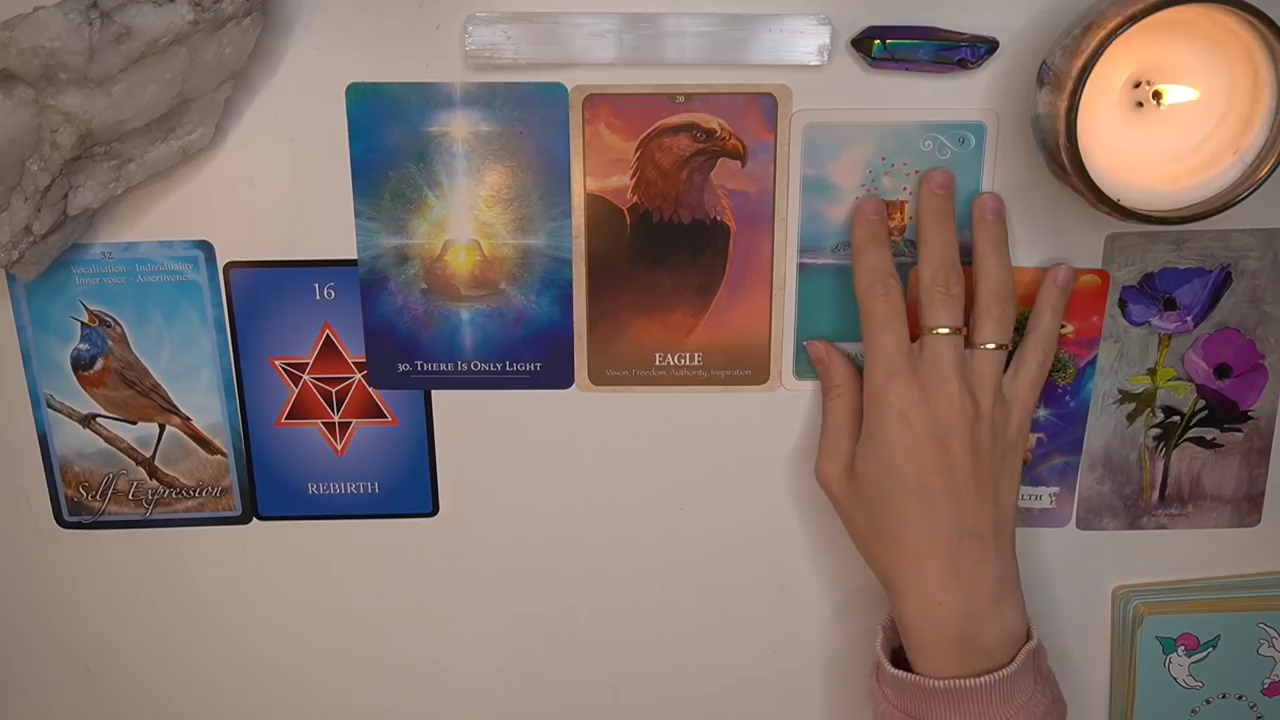 32
Vocalisation - Individuality
Inner voice - Assertiveness
Self-Expression
16
REBIRTH
30. THERE IS ONLY LIGHT
20
EAGLE
Vision, Freedom, Authority, Inspiration
9
LTH